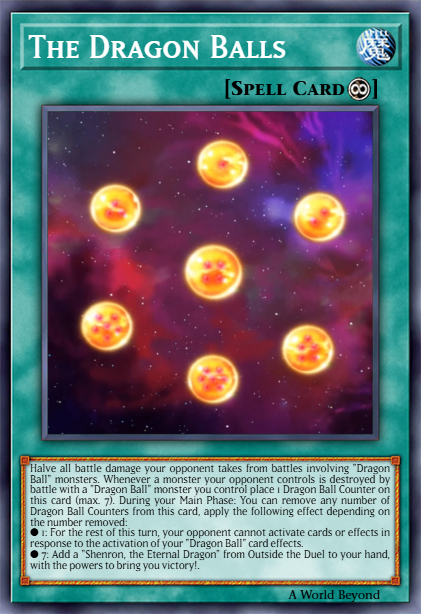 The Dragon Balls
魔
[Spell Card♾]
Halve all battle damage your opponent takes from battles involving "Dragon
Ball" monsters. Whenever a monster your opponent controls is destroyed by
battle with a "Dragon Ball" monster you control place 1 Dragon Ball Counter on
this card (max. 7). During your Main Phase: You can remove any number of
Dragon Ball Counters from this card, apply the following effect depending on
the number removed:
● 1: For the rest of this turn, your opponent cannot activate cards or effects in
response to the activation of your "Dragon Ball" card effects.
● 7: Add a "Shenron, the Eternal Dragon" from Outside the Duel to your hand,
with the powers to bring you victory!.
A World Beyond